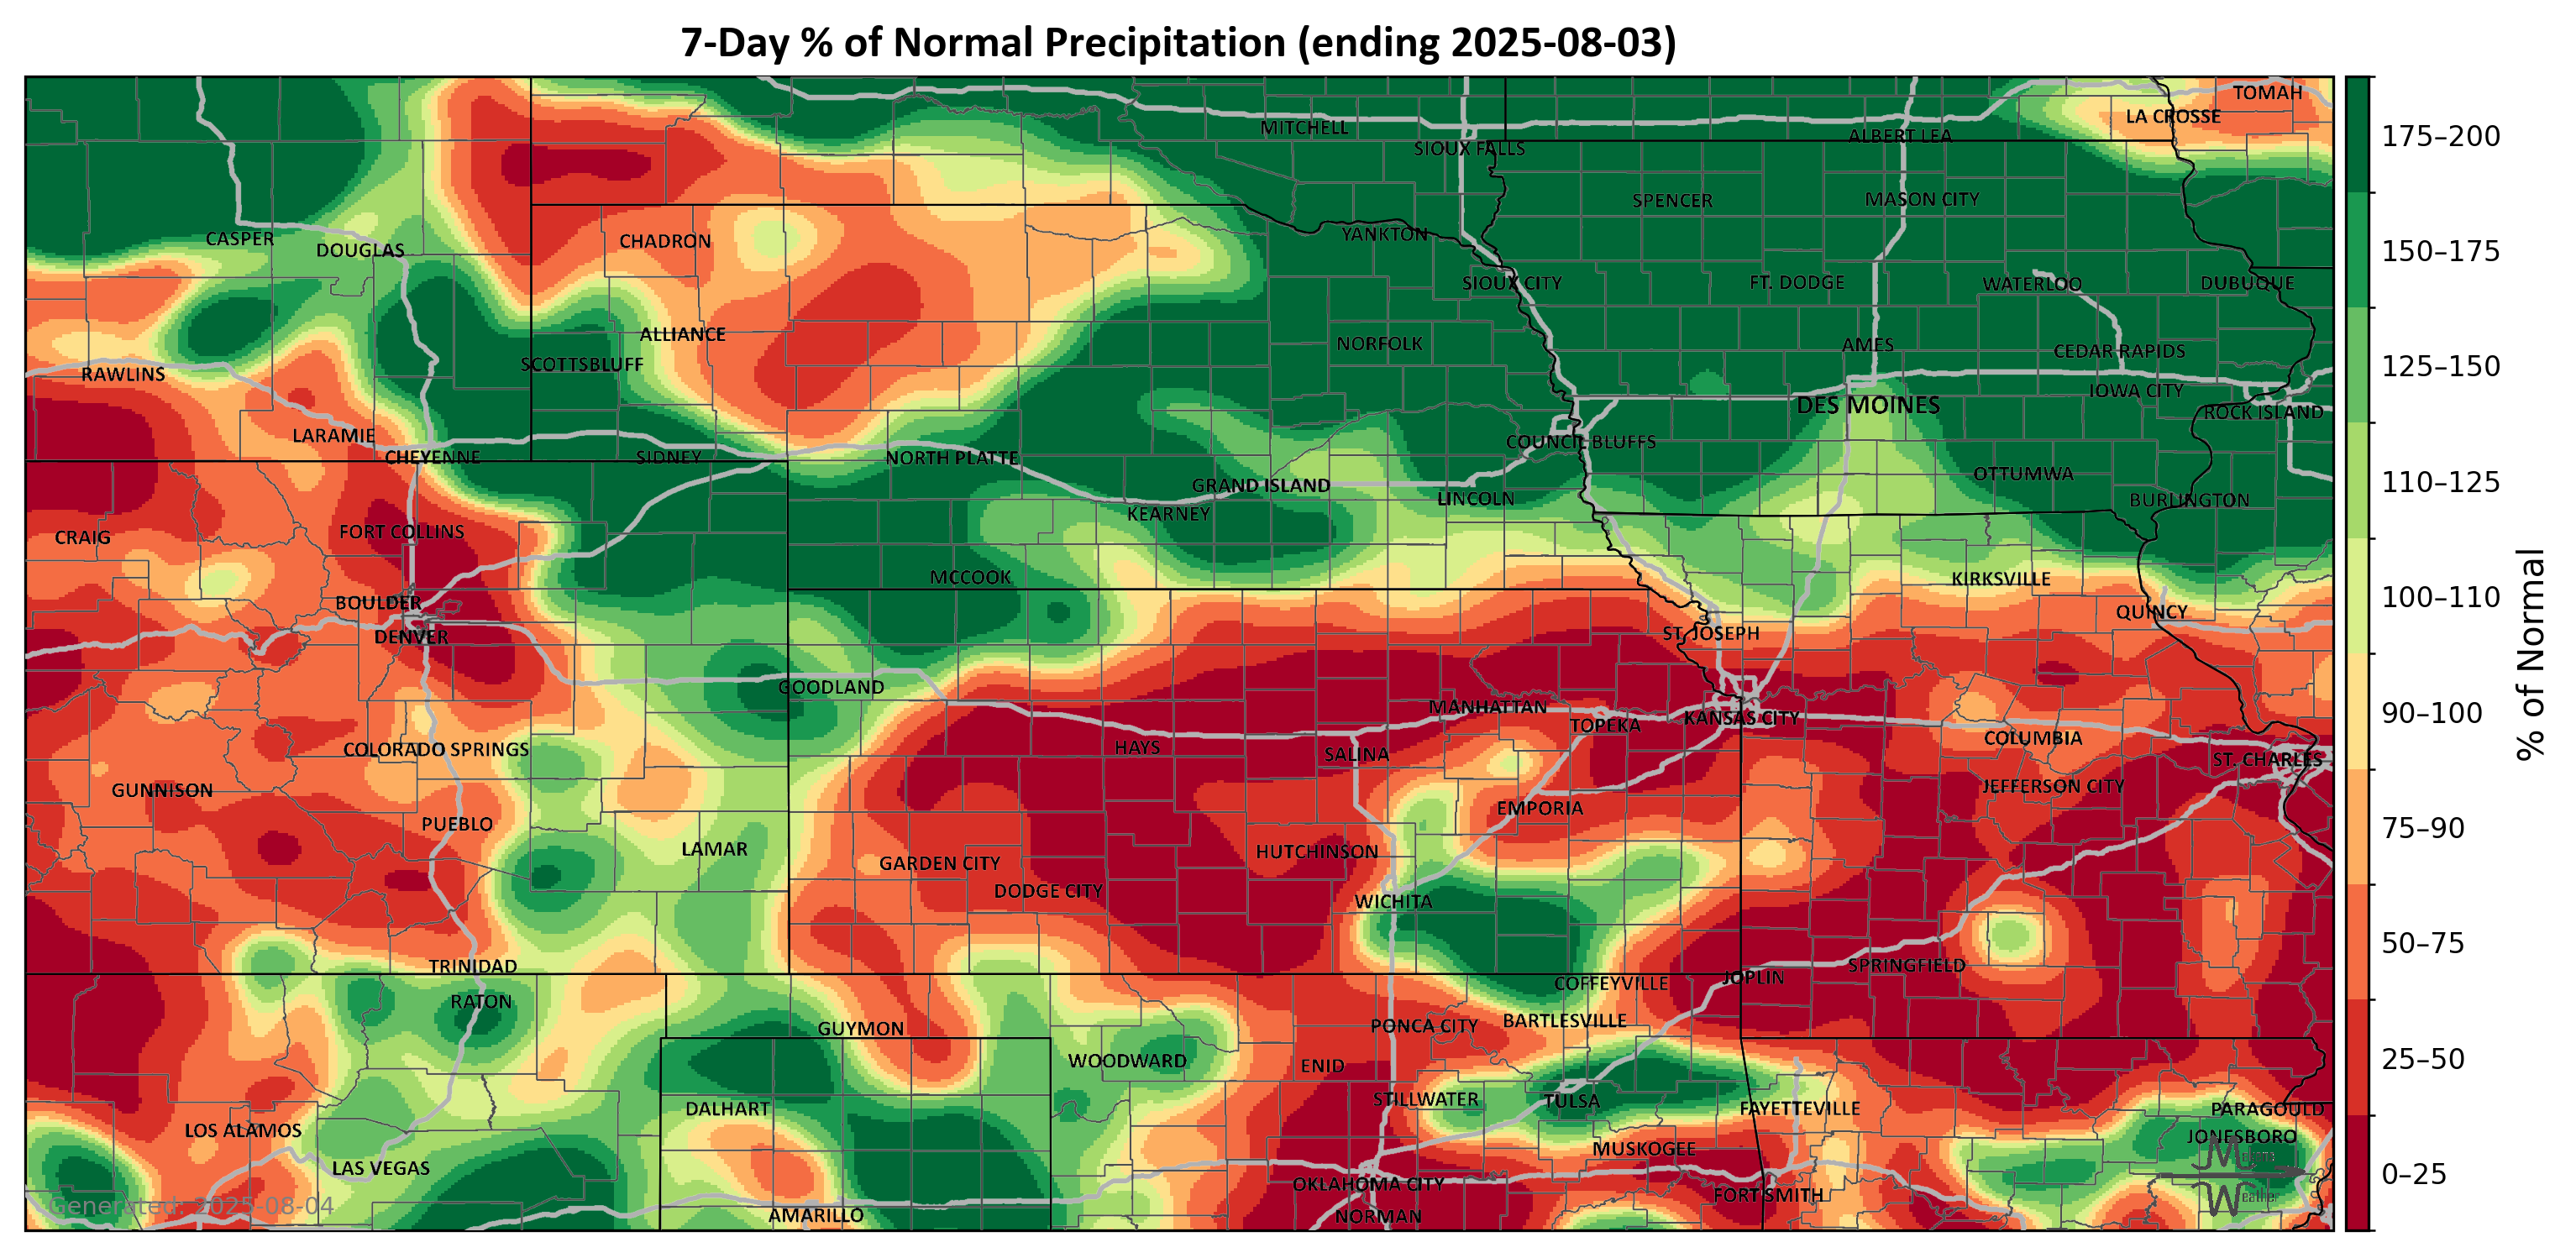 7-Day % of Normal Precipitation (ending 2025-08-03)
TOMAH
LA CROSSE
MITCHELL
ALBERT LEA
SIOUX FALLS
SPENCER
MASON CITY
CASPER
DOUGLAS
CHADRON
YANKTON
SIOUX CITY
FT. DODGE
WATERLOO
DUBUQUE
ALLIANCE
NORFOLK
AMES
CEDAR RAPIDS
SCOTTSBLUFF
RAWLINS
IOWA CITY
DES MOINES
ROCK ISLAND
LARAMIE
COUNCIL BLUFFS
CHEYENNE
SIDNEY
NORTH PLATTE
OTTUMWA
GRAND ISLAND
LINCOLN
BURLINGTON
KEARNEY
CRAIG
FORT COLLINS
MCCOOK
KIRKSVILLE
BOULDER
QUINCY
DENVER
ST. JOSEPH
GOODLAND
MANHATTAN
TOPEKA
KANSAS CITY
COLORADO SPRINGS
HAYS
SALINA
COLUMBIA
ST. CHARLES
GUNNISON
JEFFERSON CITY
EMPORIA
PUEBLO
LAMAR
HUTCHINSON
GARDEN CITY
DODGE CITY
WICHITA
TRINIDAD
SPRINGFIELD
JOPLIN
COFFEYVILLE
RATON
GUYMON
PONCA CITY
BARTLESVILLE
WOODWARD
ENID
DALHART
STILLWATER
TULSA
FAYETTEVILLE
PARAGOULD
LOS ALAMOS
JONESBORO
MUSKOGEE
LAS VEGAS
OKLAHOMA CITY
FORT SMITH
AMARILLO
NORMAN
Generated: 2025-08-04
175–200
150–175
125–150
110–125
100–110
90–100
75–90
50–75
25–50
0–25
% of Normal